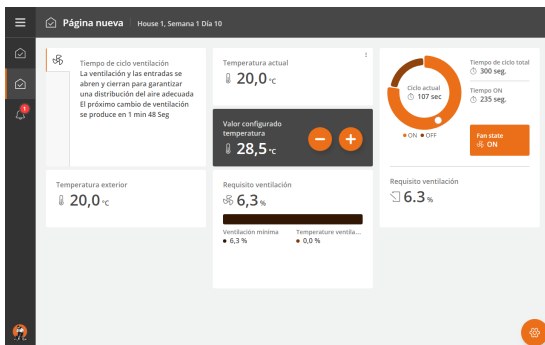 Página nueva House 1, Semana 1 Día 10
1
Tiempo de ciclo ventilación
La ventilación y las entradas se
abren y cierran para garantizar
una distribución del aire adecuada
El próximo cambio de ventilación
se produce en 1 min 48 Seg
Temperatura actual
20,0 °C
Valor configurado
temperatura
28,5 °C
Ciclo actual
107 sec
ON OFF
Tiempo de ciclo total
300 seg.
Tiempo ON
235 seg.
Fan state
ON
Temperatura exterior
20,0 °C
Requisito ventilación
6,3 %
Ventilación mínima
6,3 %
Temperature ventila...
0,0 %
Requisito ventilación
6.3 %